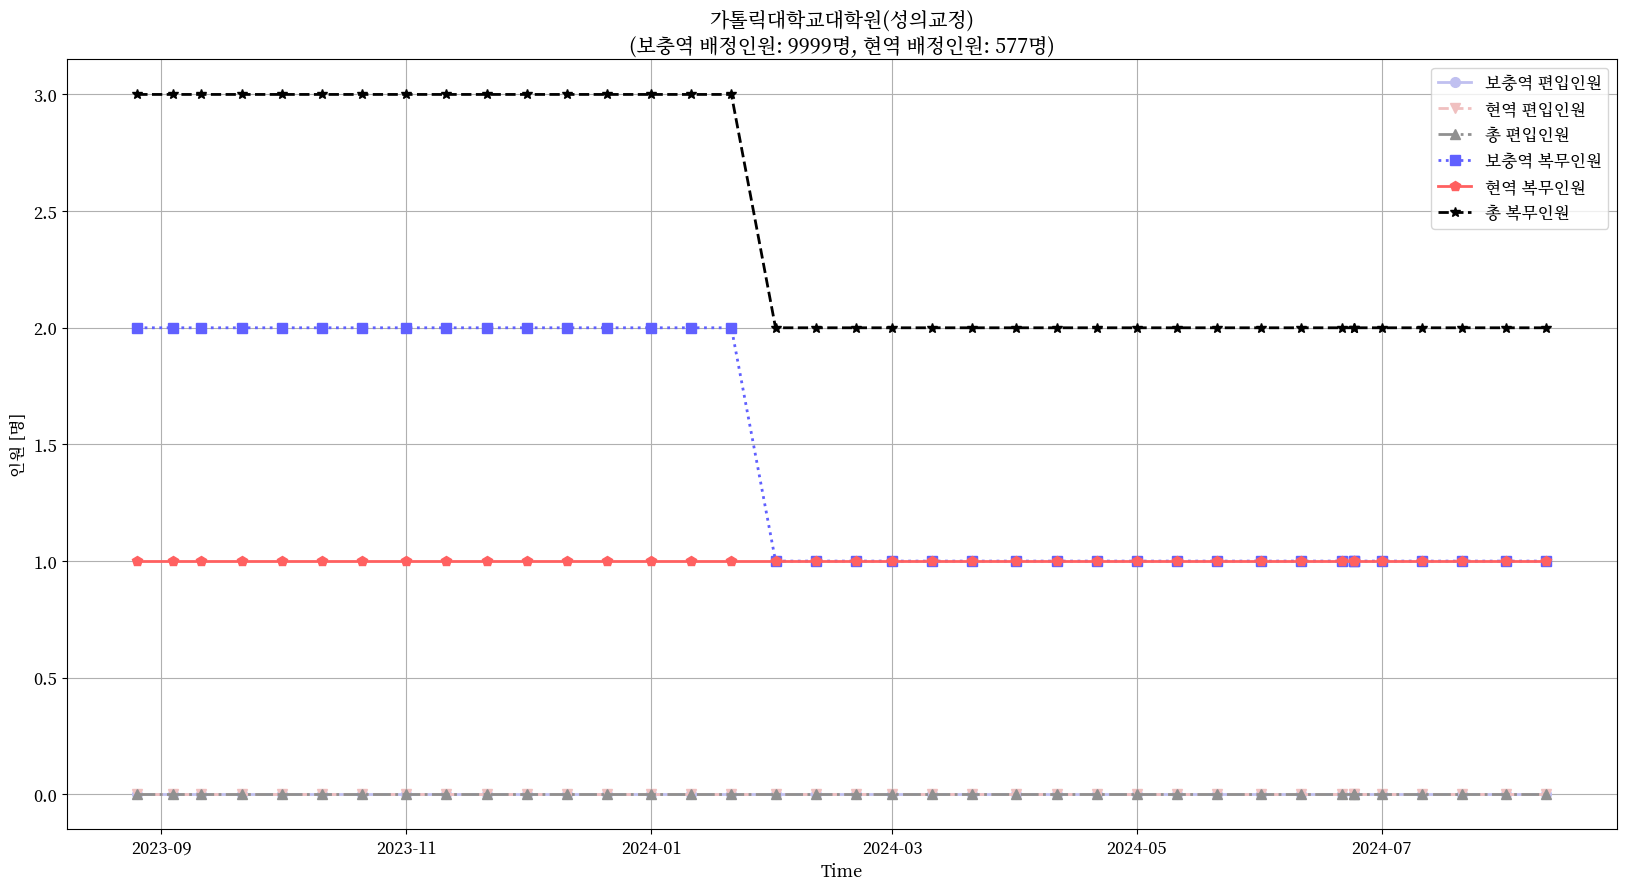 가톨릭대학교대학원(성의교정)
(보충역 배정인원: 9999명, 현역 배정인원: 577명)
보충역 편입인원
현역 편입인원
총 편입인원
보충역 복무인원
현역 복무인원
총 복무인원
인원 [명]
3.0
2.5
2.0
1.5
1.0
0.5
0.0
2023-09
2023-11
2024-01
2024-03
2024-05
2024-07
Time